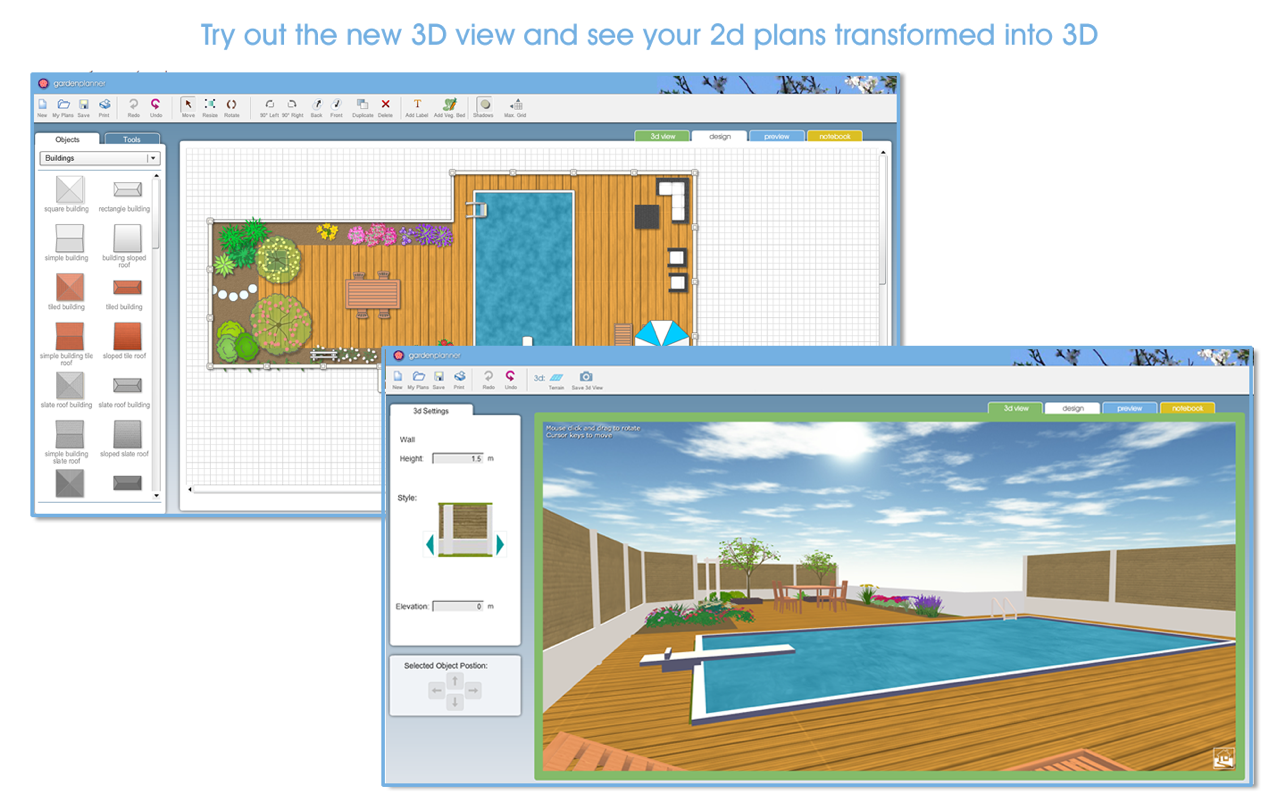 Try out the new 3D view and see your 2d plans transformed into 3D
gardenplanner
New My Plans Save Print Redo Undo Move Resize Rotate 90° Left 90° Right Back Front Duplicate Delete Add Label Add Veg. Bed Shadows Max. Grid
Objects Tools
3d view design preview notebook
Buildings
square building rectangle building
simple building building sloped
roof
tiled building tiled building
simple building tile
roof
sloped tile roof
slate roof building slate roof building
simple building
slate roof
sloped slate roof
gardenplanner
New My Plans Save Print Redo Undo 3d: Terrain Save 3d View
3d view design preview notebook
3d Settings
Mouse click and drag to rotate
Cursor keys to move
Wall
Height: 1.5 m
Style:
Elevation: 0 m
Selected Object Postion: